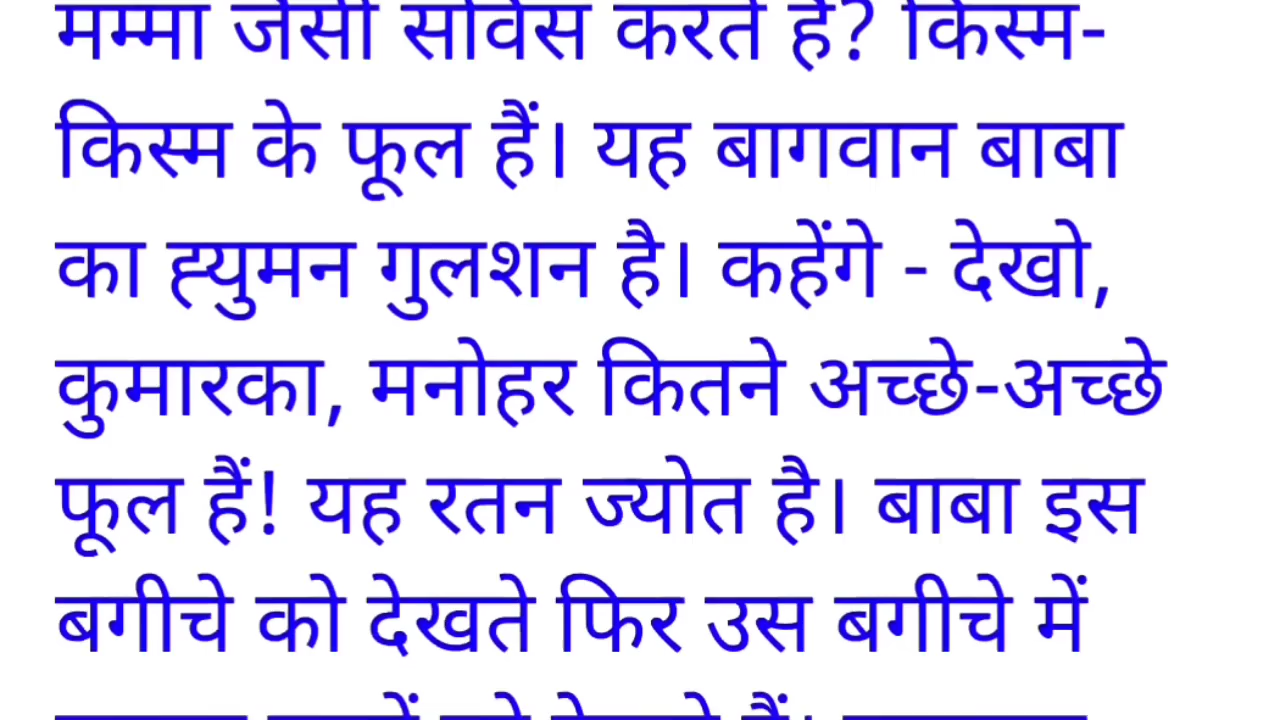 मम्मा जैसी सर्विस करते हैं? किस्म-
किस्म के फूल हैं। यह बागवान बाबा
का ह्युमन गुलशन है। कहेंगे - देखो,
कुमारका, मनोहर कितने अच्छे-अच्छे
फूल हैं! यह रतन ज्योत है। बाबा इस
बगीचे को देखते फिर उस बगीचे में